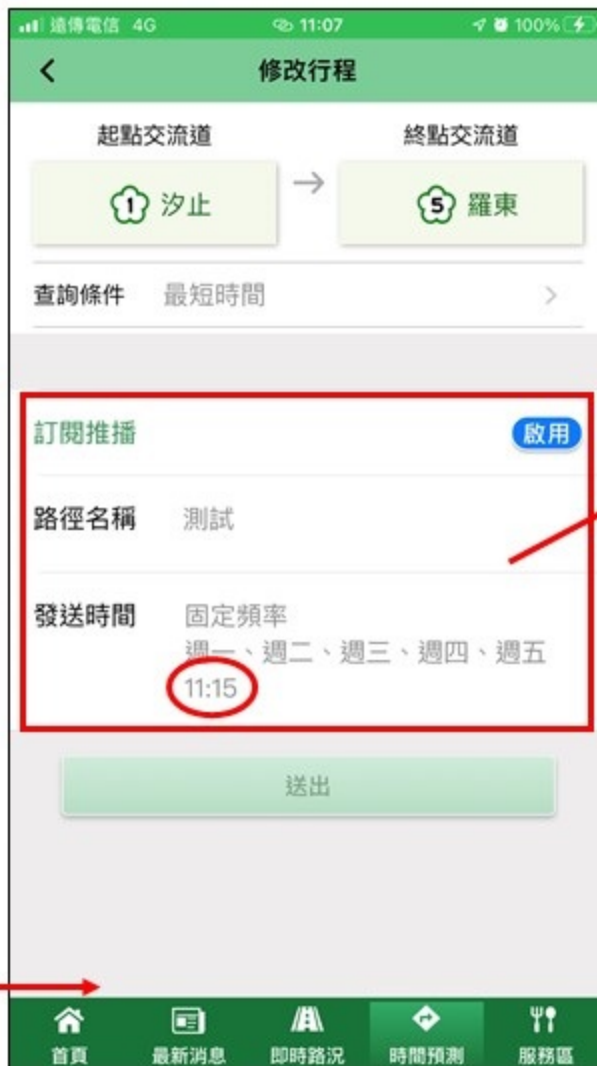 遠傳電信 4G 11:07 100%
修改行程
起點交流道 終點交流道
1 汐止 → 5 羅東
查詢條件 最短時間
訂閱推播 啟用
路徑名稱 測試
發送時間 固定頻率
週一、週二、週三、週四、週五
11:15
送出
首頁 最新消息 即時路況 時間預測 服務區